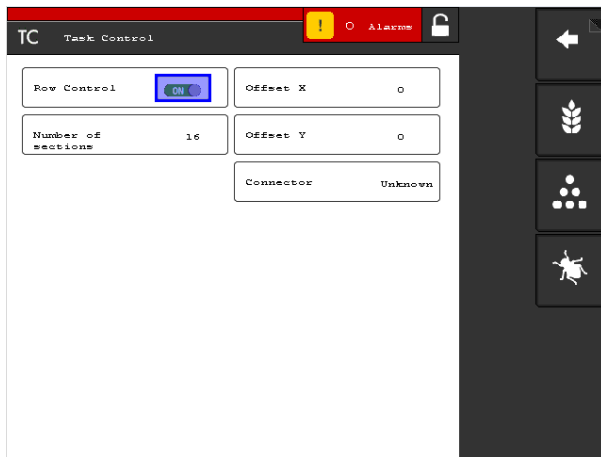 TC Task Control
! 0 Alarms
Row Control ON
Offset X 0
Number of sections 16
Offset Y 0
Connector Unknown